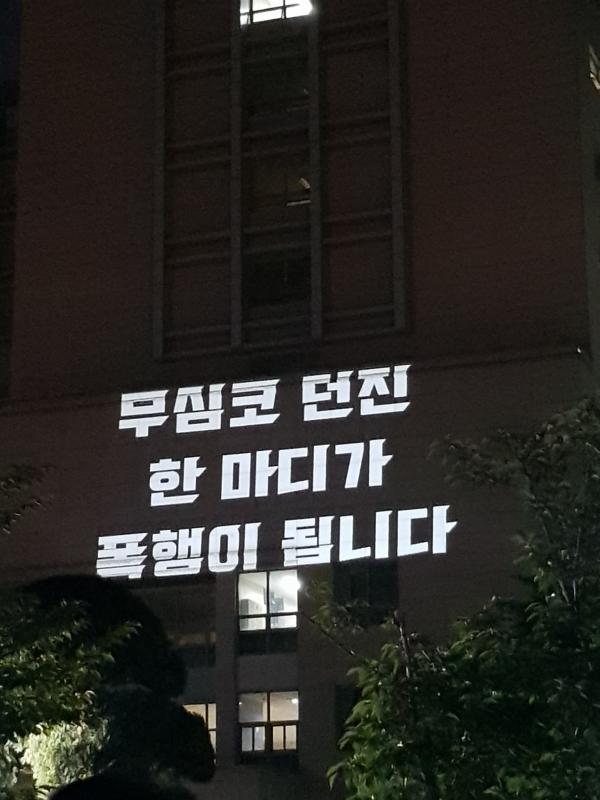 무심코 던진
한 마디가
폭행이 됩니다